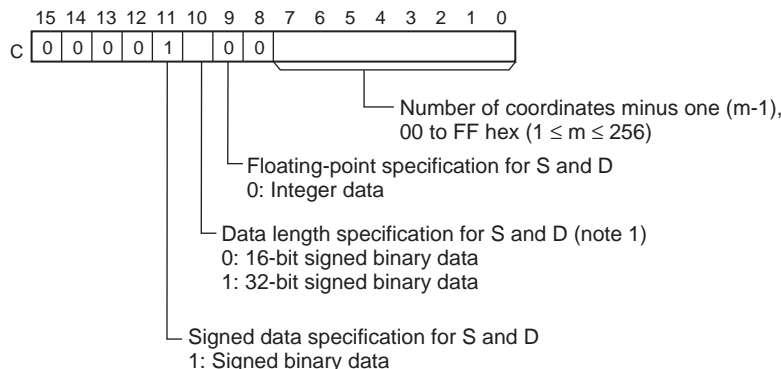 15 14 13 12 11 10 9 8 7 6 5 4 3 2 1 0
C 0 0 0 0 1 0 0
Number of coordinates minus one (m-1),
00 to FF hex (1 ≤ m ≤ 256)
Floating-point specification for S and D
0: Integer data
Data length specification for S and D (note 1)
0: 16-bit signed binary data
1: 32-bit signed binary data
Signed data specification for S and D
1: Signed binary data